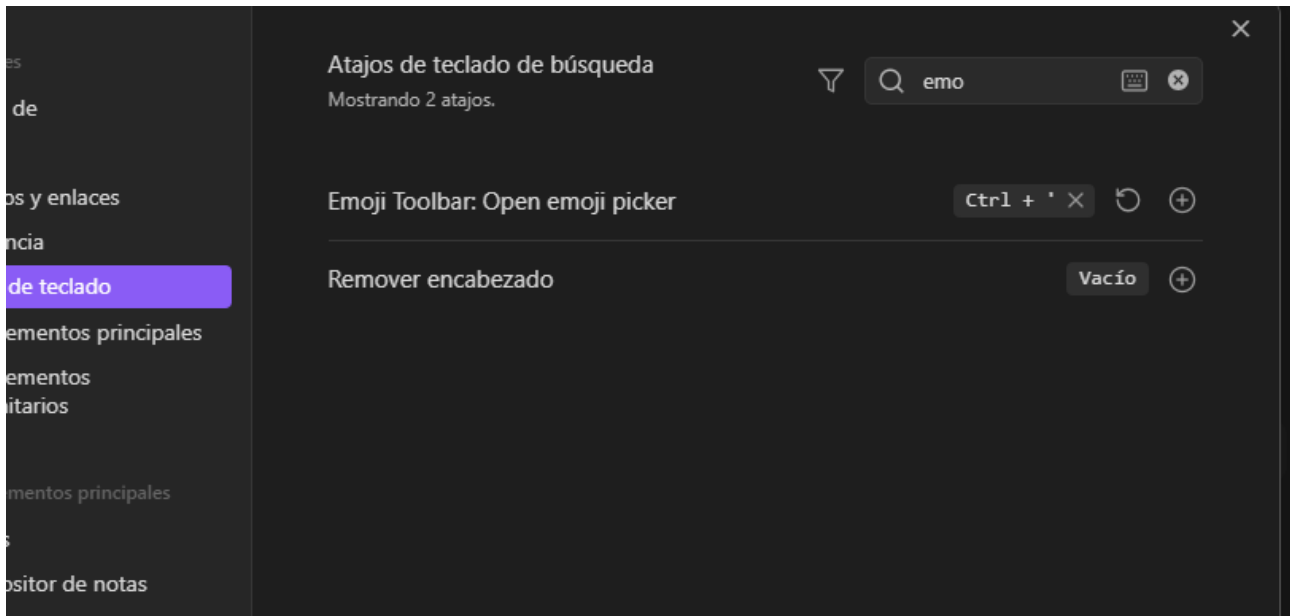 es
de
os y enlaces
ncia
de teclado
ementos principales
ementos
nitarios
mentos principales
s
ositor de notas
Atajos de teclado de búsqueda
Mostrando 2 atajos.
emo
Emoji Toolbar: Open emoji picker
Ctrl + '
Remover encabezado
Vacío